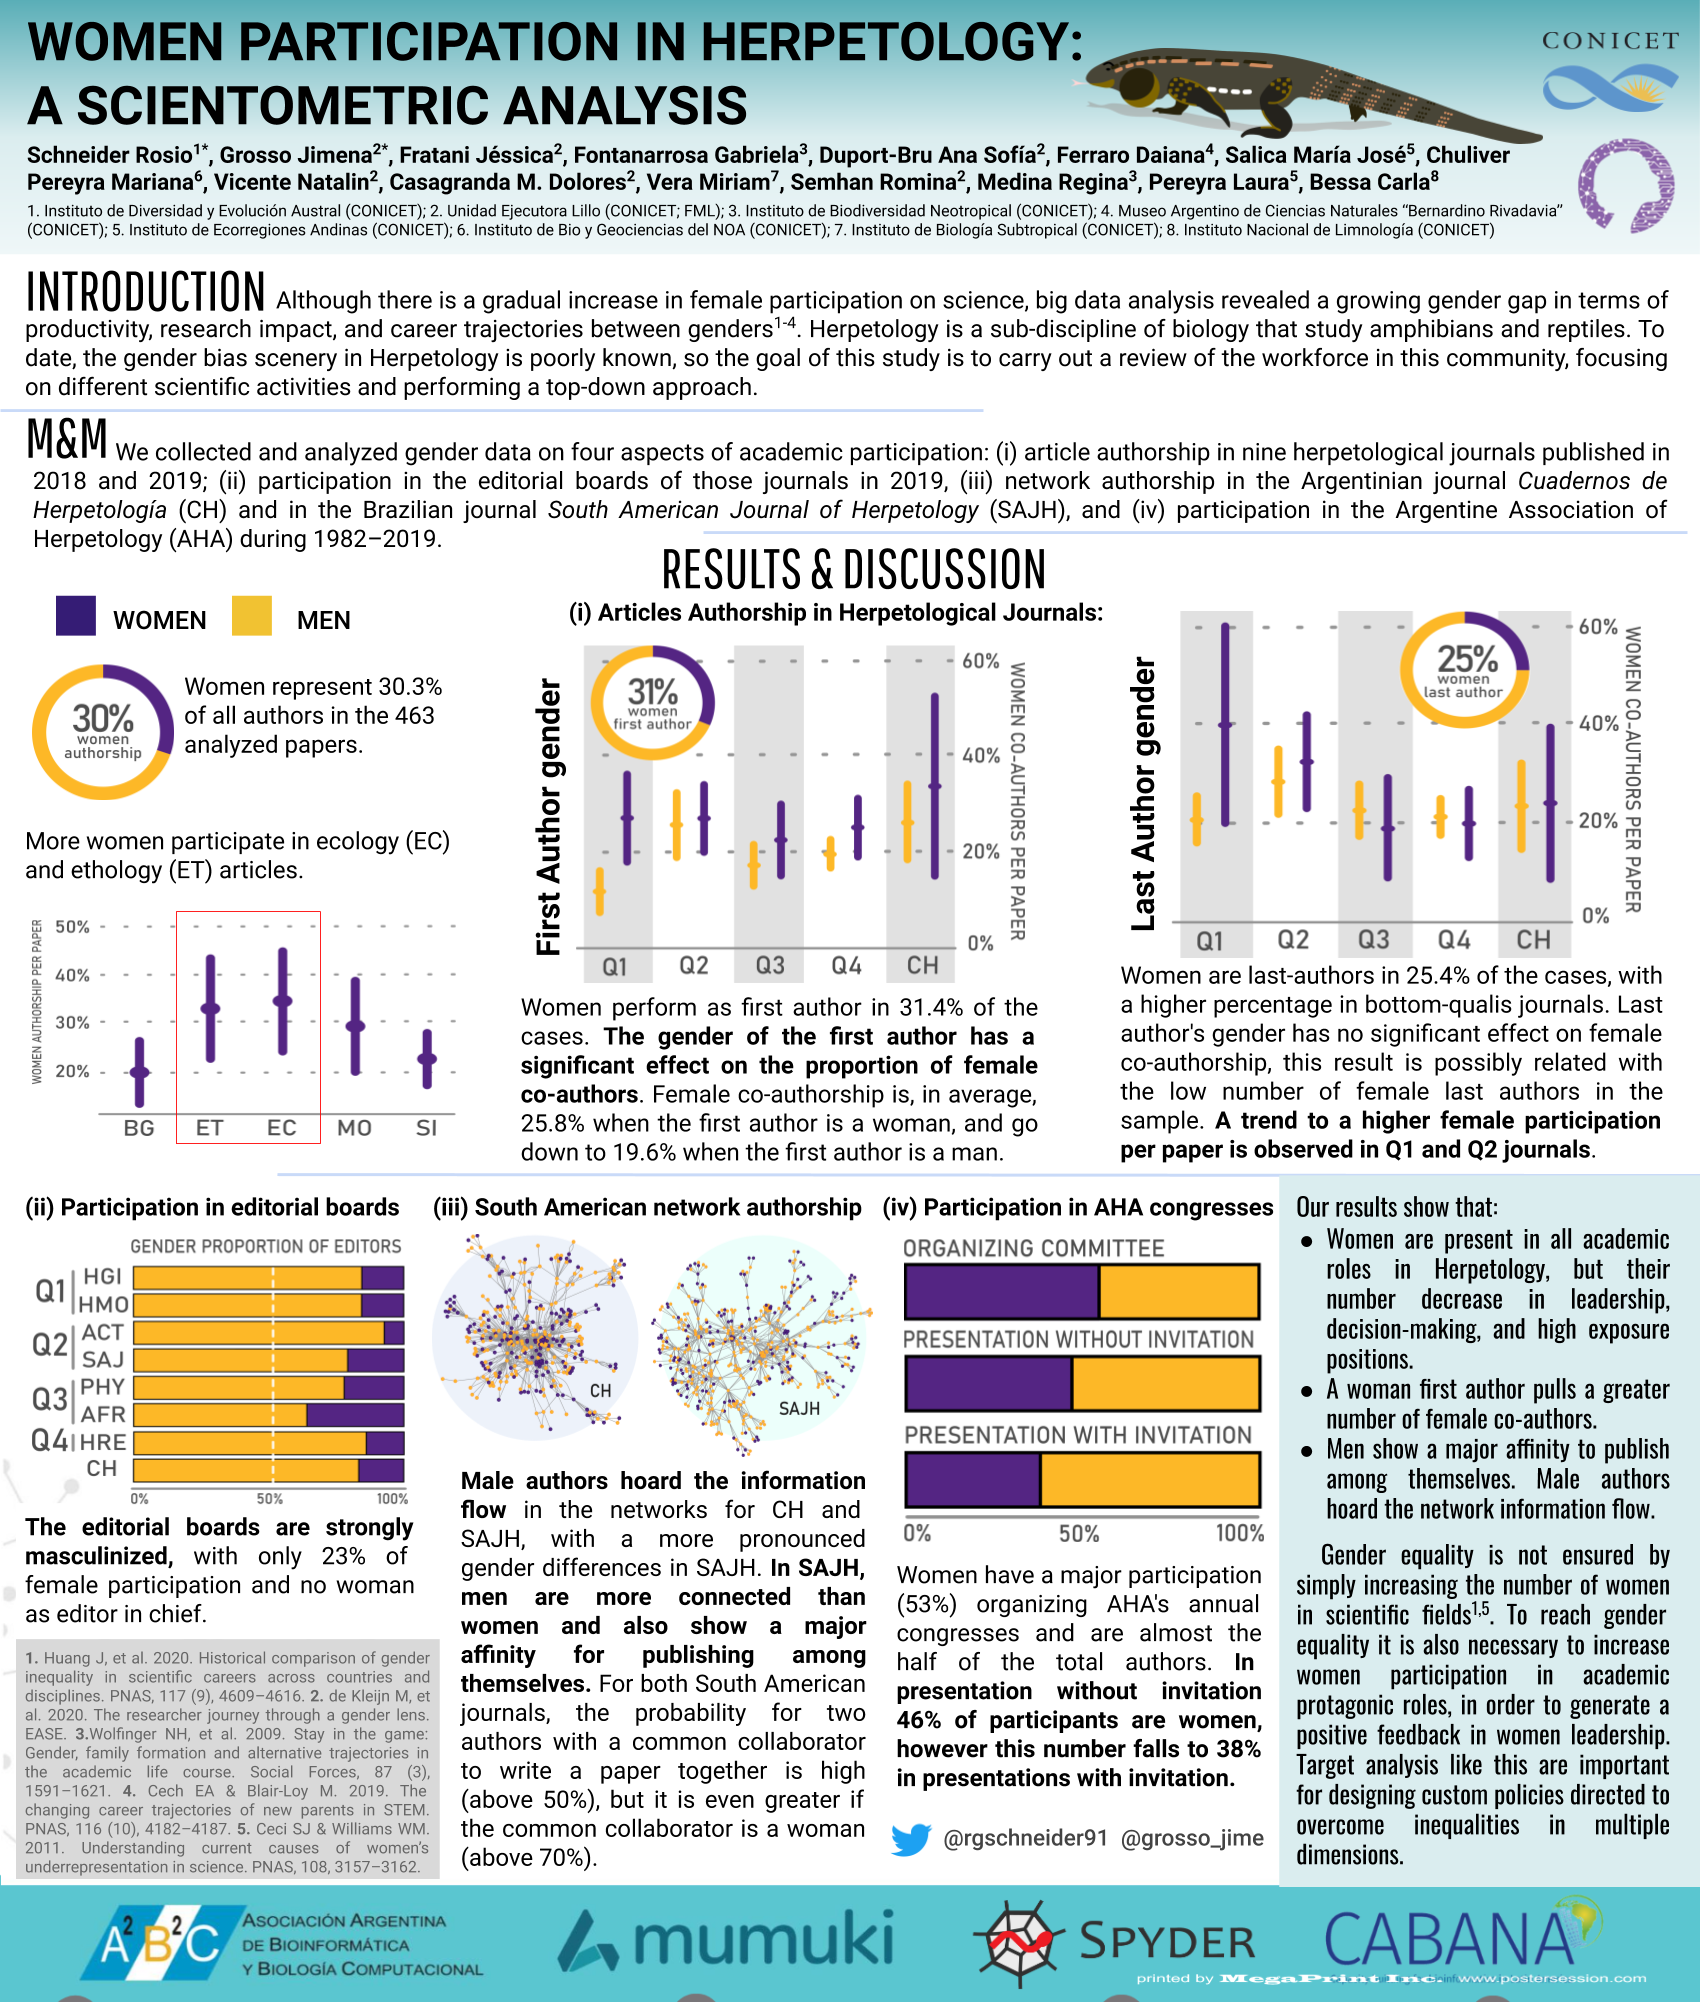 WOMEN PARTICIPATION IN HERPETOLOGY:
A SCIENTOMETRIC ANALYSIS
CONICET
Schneider Rosio1*, Grosso Jimena2*, Fratani Jéssica2, Fontanarrosa Gabriela3, Duport-Bru Ana Sofía2, Ferraro Daiana4, Salica María José5, Chuliver
Pereyra Mariana6, Vicente Natalin2, Casagranda M. Dolores2, Vera Miriam7, Semhan Romina2, Medina Regina3, Pereyra Laura5, Bessa Carla8
1. Instituto de Diversidad y Evolución Austral (CONICET); 2. Unidad Ejecutora Lillo (CONICET; FML); 3. Instituto de Biodiversidad Neotropical (CONICET); 4. Museo Argentino de Ciencias Naturales “Bernardino Rivadavia”
(CONICET); 5. Instituto de Ecorregiones Andinas (CONICET); 6. Instituto de Bio y Geociencias del NOA (CONICET); 7. Instituto de Biología Subtropical (CONICET); 8. Instituto Nacional de Limnología (CONICET)
INTRODUCTION Although there is a gradual increase in female participation on science, big data analysis revealed a growing gender gap in terms of
productivity, research impact, and career trajectories between genders1-4. Herpetology is a sub-discipline of biology that study amphibians and reptiles. To
date, the gender bias scenery in Herpetology is poorly known, so the goal of this study is to carry out a review of the workforce in this community, focusing
on different scientific activities and performing a top-down approach.
M&M We collected and analyzed gender data on four aspects of academic participation: (i) article authorship in nine herpetological journals published in
2018 and 2019; (ii) participation in the editorial boards of those journals in 2019, (iii) network authorship in the Argentinian journal Cuadernos de
Herpetología (CH) and in the Brazilian journal South American Journal of Herpetology (SAJH), and (iv) participation in the Argentine Association of
Herpetology (AHA) during 1982–2019.
RESULTS & DISCUSSION
WOMEN
MEN
30%
women
authorship
Women represent 30.3%
of all authors in the 463
analyzed papers.
More women participate in ecology (EC)
and ethology (ET) articles.
WOMEN AUTHORSHIP PER PAPER
50%
40%
30%
20%
BG ET EC MO SI
(i) Articles Authorship in Herpetological Journals:
First Author gender
31%
women
first author
60%
40%
20%
0%
WOMEN CO-AUTHORS PER PAPER
Q1 Q2 Q3 Q4 CH
Women perform as first author in 31.4% of the
cases. The gender of the first author has a
significant effect on the proportion of female
co-authors. Female co-authorship is, in average,
25.8% when the first author is a woman, and go
down to 19.6% when the first author is a man.
Last Author gender
25%
women
last author
60%
40%
20%
0%
WOMEN CO-AUTHORS PER PAPER
Q1 Q2 Q3 Q4 CH
Women are last-authors in 25.4% of the cases, with
a higher percentage in bottom-qualis journals. Last
author's gender has no significant effect on female
co-authorship, this result is possibly related with
the low number of female last authors in the
sample. A trend to a higher female participation
per paper is observed in Q1 and Q2 journals.
(ii) Participation in editorial boards
GENDER PROPORTION OF EDITORS
Q1 HGI
HMO
Q2 ACT
SAJ
Q3 PHY
AFR
Q4 HRE
CH
0% 50% 100%
The editorial boards are strongly
masculinized, with only 23% of
female participation and no woman
as editor in chief.
1. Huang J, et al. 2020. Historical comparison of gender
inequality in scientific careers across countries and
disciplines. PNAS, 117 (9), 4609–4616. 2. de Kleijn M, et
al. 2020. The researcher journey through a gender lens.
EASE. 3.Wolfinger NH, et al. 2009. Stay in the game:
Gender, family formation and alternative trajectories in
the academic life course. Social Forces, 87 (3),
1591–1621. 4. Cech EA & Blair-Loy M. 2019. The
changing career trajectories of new parents in STEM.
PNAS, 116 (10), 4182–4187. 5. Ceci SJ & Williams WM.
2011. Understanding current causes of women's
underrepresentation in science. PNAS, 108, 3157–3162.
(iii) South American network authorship
CH
SAJH
Male authors hoard the information
flow in the networks for CH and
SAJH, with a more pronounced
gender differences in SAJH. In SAJH,
men are more connected than
women and also show a major
affinity for publishing among
themselves. For both South American
journals, the probability for two
authors with a common collaborator
to write a paper together is high
(above 50%), but it is even greater if
the common collaborator is a woman
(above 70%).
(iv) Participation in AHA congresses
ORGANIZING COMMITTEE
PRESENTATION WITHOUT INVITATION
PRESENTATION WITH INVITATION
0% 50% 100%
Women have a major participation
(53%) organizing AHA's annual
congresses and are almost the
half of the total authors. In
presentation without invitation
46% of participants are women,
however this number falls to 38%
in presentations with invitation.
@rgschneider91 @grosso_jime
Our results show that:
● Women are present in all academic
roles in Herpetology, but their
number decrease in leadership,
decision-making, and high exposure
positions.
● A woman first author pulls a greater
number of female co-authors.
● Men show a major affinity to publish
among themselves. Male authors
hoard the network information flow.
Gender equality is not ensured by
simply increasing the number of women
in scientific fields1,5. To reach gender
equality it is also necessary to increase
women participation in academic
protagonic roles, in order to generate a
positive feedback in women leadership.
Target analysis like this are important
for designing custom policies directed to
overcome inequalities in multiple
dimensions.
A2B2C
ASOCIACIÓN ARGENTINA
DE BIOINFORMÁTICA
Y BIOLOGÍA COMPUTACIONAL
mumuki
SPYDER
CABANA
printed by MegaPrint Inc. www.postersession.com